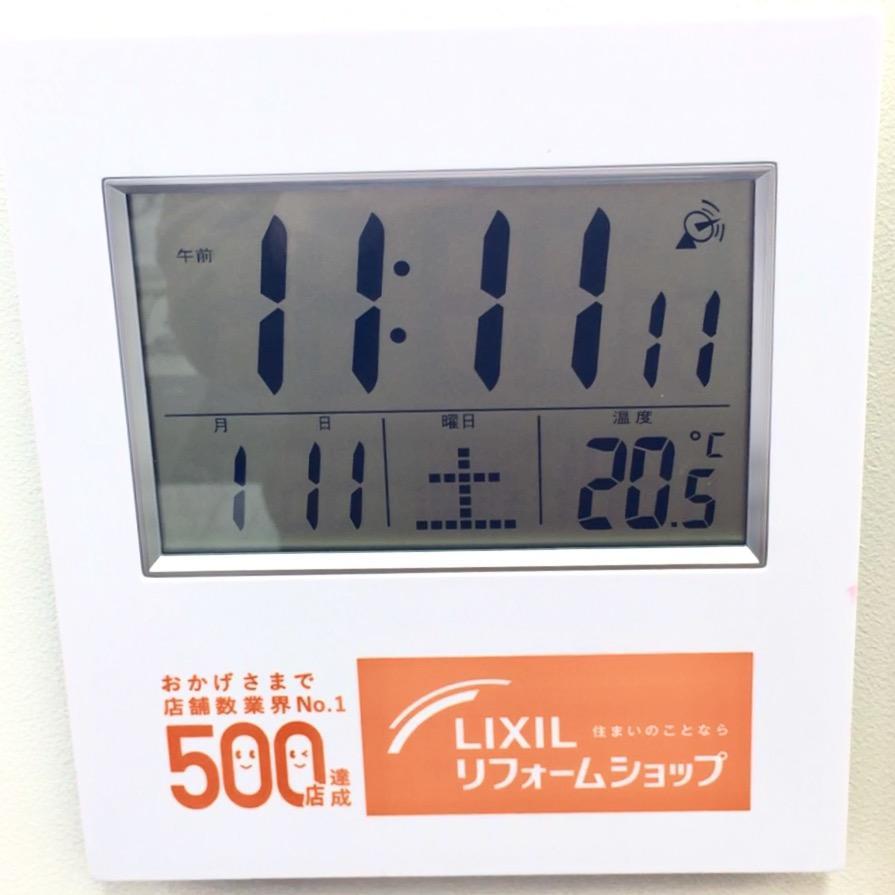 午前 11:11 11
月 日 曜日 温度
1 11 土 20.5 °C
おかげさまで
店舗数業界No.1
500店達成
LIXIL 住まいのことなら
リフォームショップ